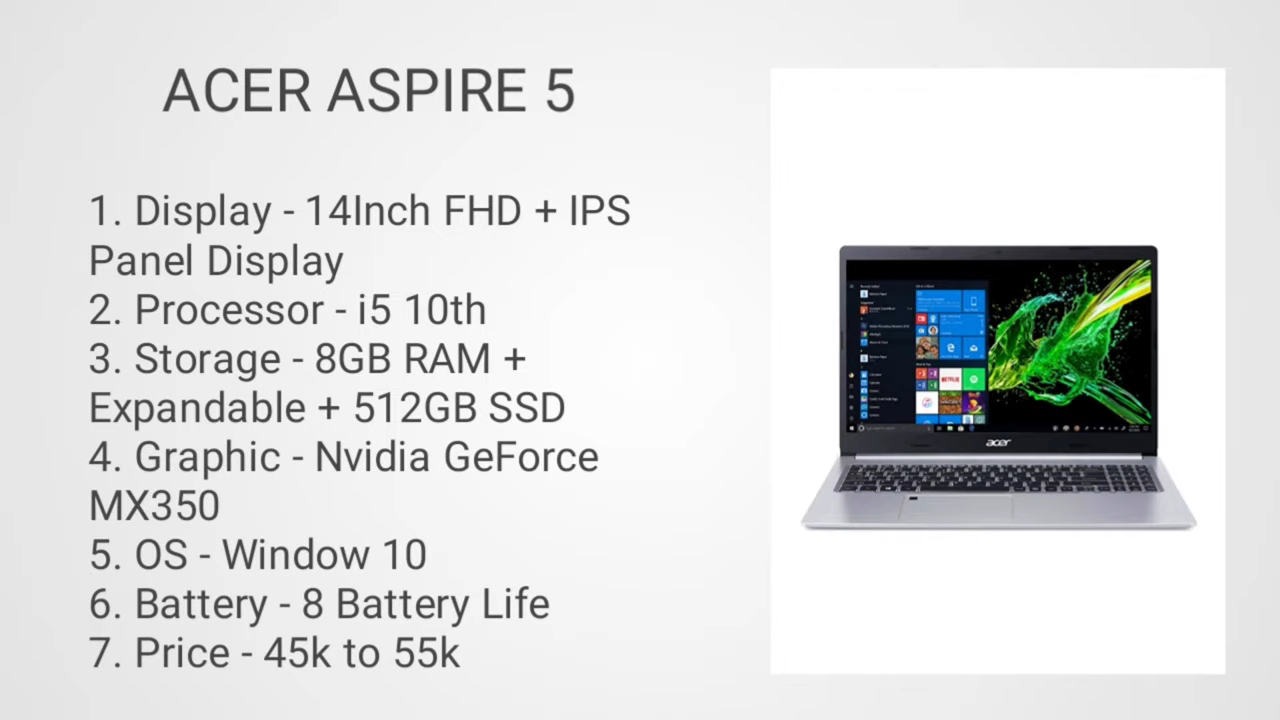 ACER ASPIRE 5
1. Display - 14Inch FHD + IPS
Panel Display
2. Processor - i5 10th
3. Storage - 8GB RAM +
Expandable + 512GB SSD
4. Graphic - Nvidia GeForce
MX350
5. OS - Window 10
6. Battery - 8 Battery Life
7. Price - 45k to 55k
NETFLIX
acer